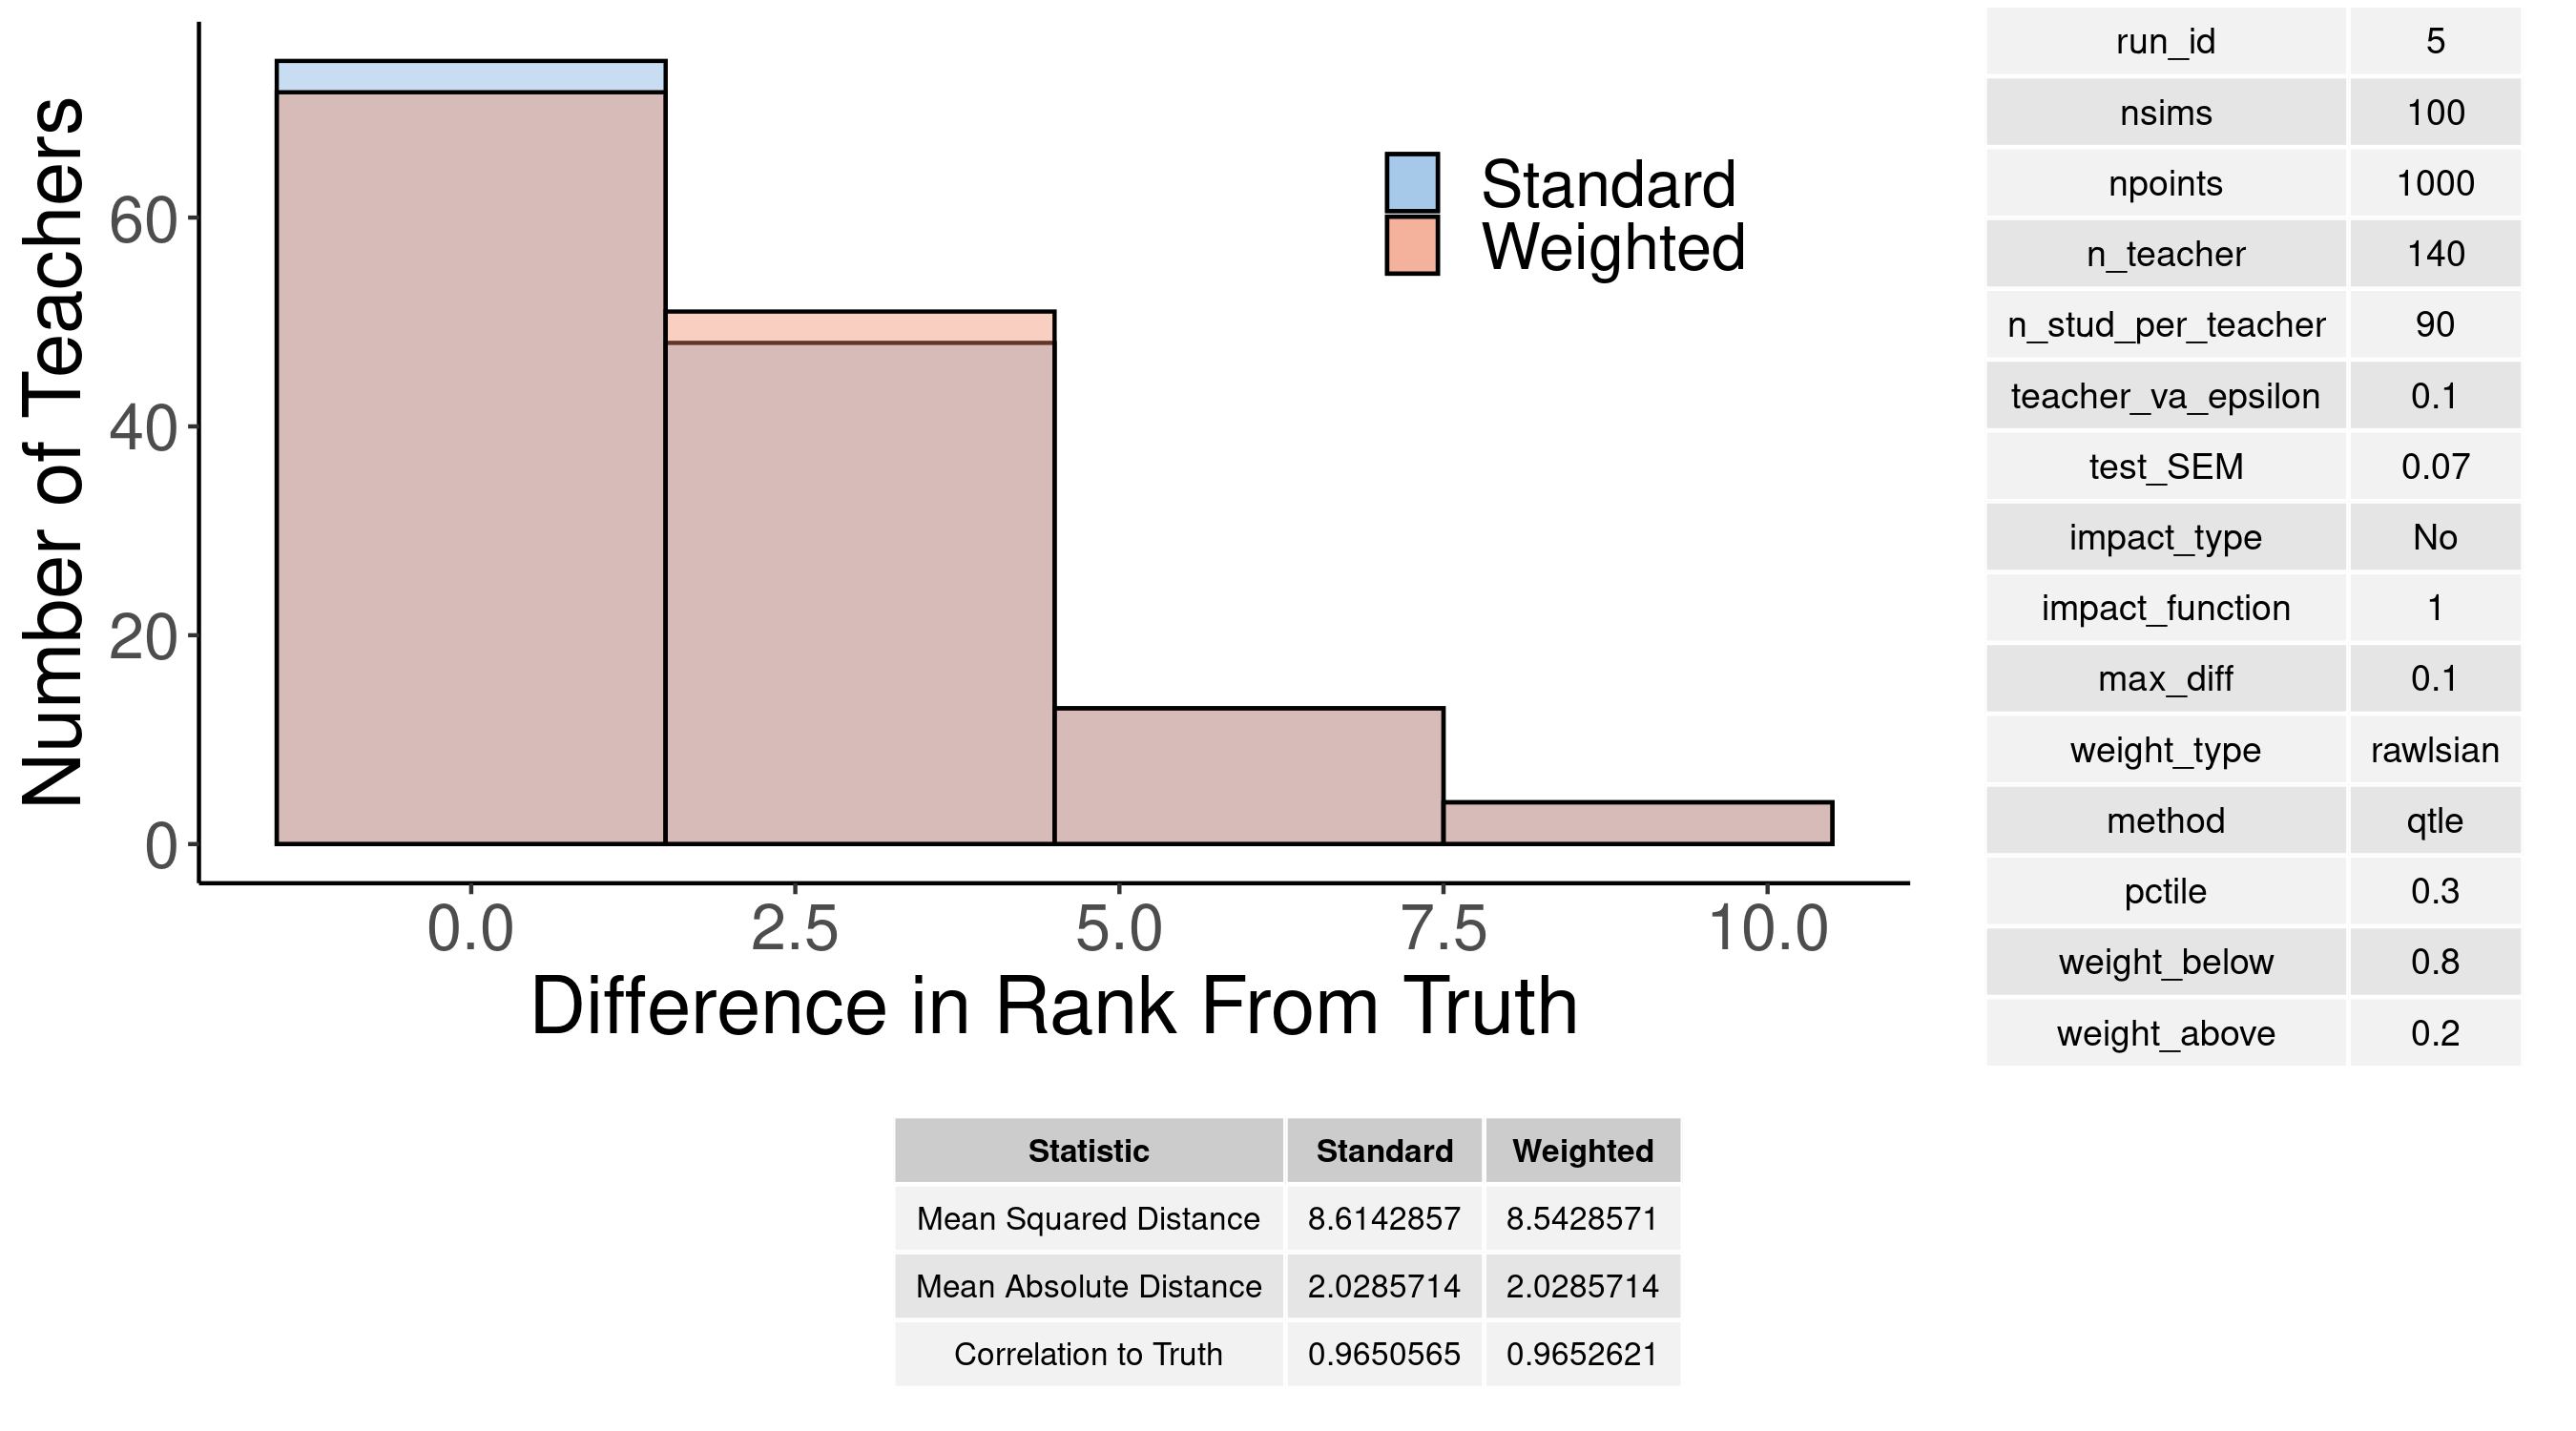 Number of Teachers
60
40
20
0
0.0 2.5 5.0 7.5 10.0
Difference in Rank From Truth
Standard
Weighted
run_id 5
nsims 100
npoints 1000
n_teacher 140
n_stud_per_teacher 90
teacher_va_epsilon 0.1
test_SEM 0.07
impact_type No
impact_function 1
max_diff 0.1
weight_type rawlsian
method qtle
pctile 0.3
weight_below 0.8
weight_above 0.2
Statistic Standard Weighted
Mean Squared Distance 8.6142857 8.5428571
Mean Absolute Distance 2.0285714 2.0285714
Correlation to Truth 0.9650565 0.9652621